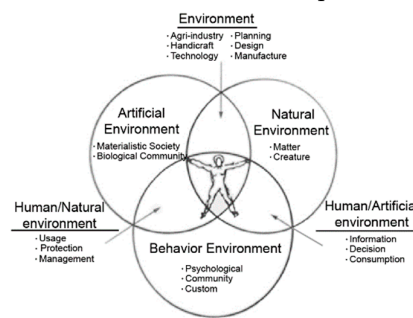 Environment
· Agri-industry · Planning
· Handicraft · Design
· Technology · Manufacture
Artificial
Environment
· Materialistic Society
· Biological Community
Natural
Environment
· Matter
· Creature
Human/Natural
environment
· Usage
· Protection
· Management
Human/Artificial
environment
· Information
· Decision
· Consumption
Behavior Environment
· Psychological
· Community
· Custom